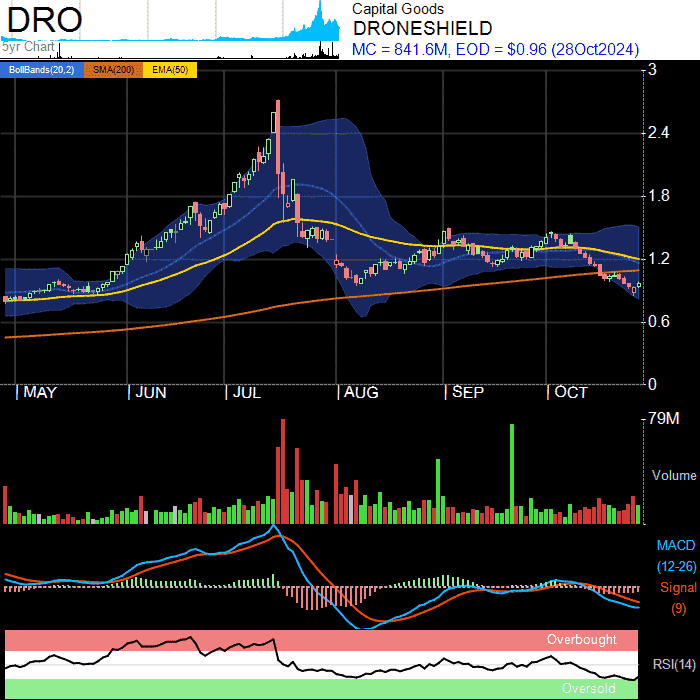 DRO
5yr Chart
Capital Goods
DRONESHIELD
MC = 841.6M, EOD = $0.96 (28Oct2024)
BollBands(20,2) SMA(200) EMA(50)
3
2.4
1.8
1.2
0.6
0
MAY JUN JUL AUG SEP OCT
79M
Volume
MACD
(12-26)
Signal
(9)
Overbought
RSI(14)
Oversold